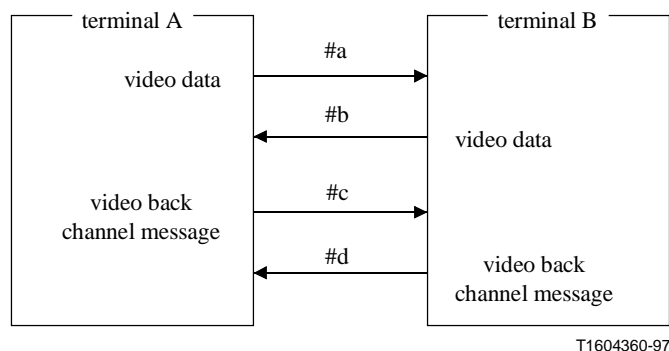 terminal A
terminal B
#a
video data
#b
video data
#c
video back
channel message
#d
video back
channel message
T1604360-97